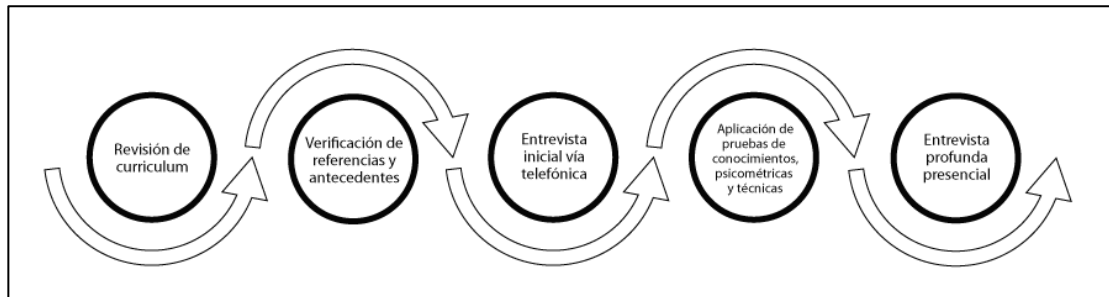 Revisión de
curriculum
Verificación de
referencias y
antecedentes
Entrevista
inicial vía
telefónica
Aplicación de
pruebas de
conocimientos,
psicométricas y
técnicas
Entrevista
profunda
presencial